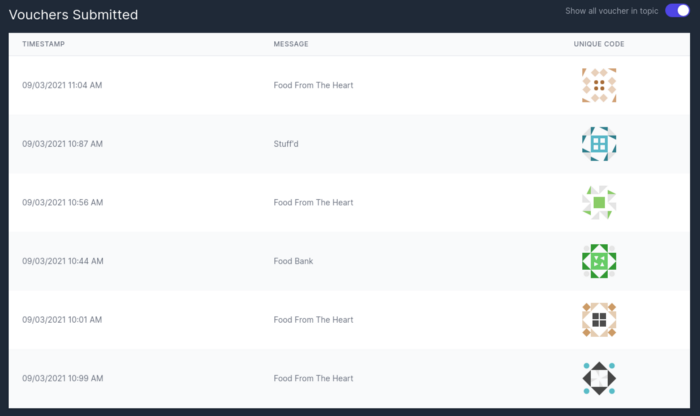 Vouchers Submitted
Show all voucher in topic
TIMESTAMP MESSAGE UNIQUE CODE
09/03/2021 11:04 AM Food From The Heart
09/03/2021 10:87 AM Stuff'd
09/03/2021 10:56 AM Food From The Heart
09/03/2021 10:44 AM Food Bank
09/03/2021 10:01 AM Food From The Heart
09/03/2021 10:99 AM Food From The Heart